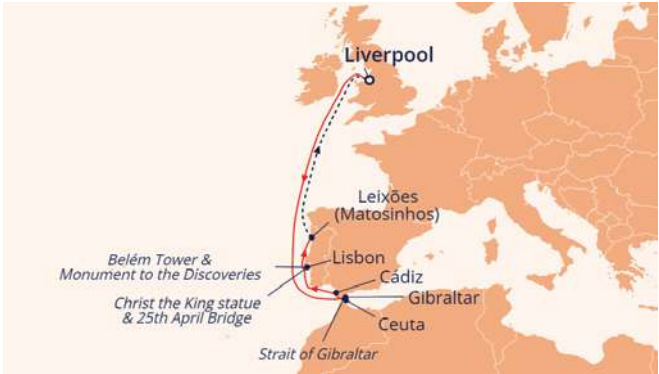 Liverpool
Leixões
(Matosinhos)
Belém Tower &
Monument to the Discoveries
Lisbon
Christ the King statue
& 25th April Bridge
Cádiz
Gibraltar
Ceuta
Strait of Gibraltar